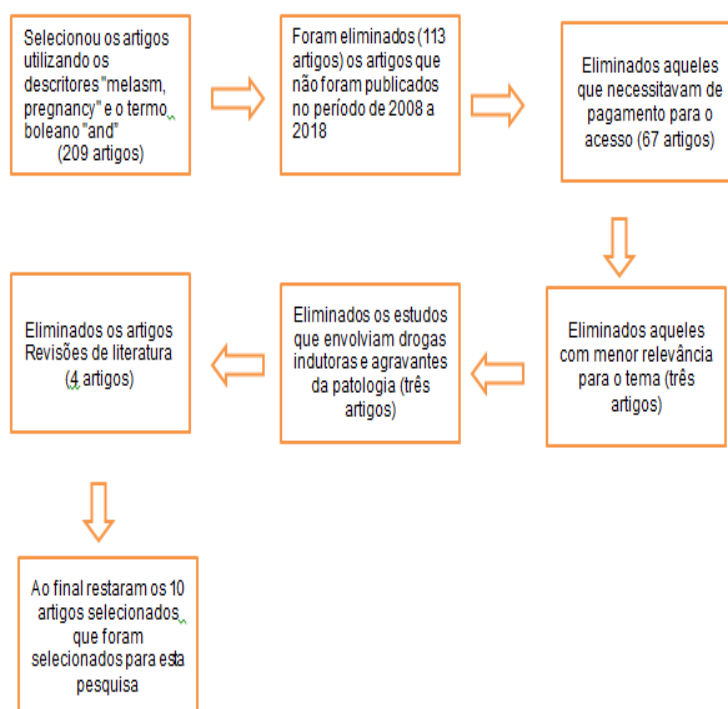 Selecionou os artigos
utilizando os
descritores "melasm,
pregnancy" e o termo
boleano "and"
(209 artigos)
Foram eliminados (113
artigos) os artigos que
não foram publicados
no período de 2008 a
2018
Eliminados aqueles
que necessitavam de
pagamento para o
acesso (67 artigos)
Eliminados aqueles
com menor relevância
para o tema (três
artigos)
Eliminados os estudos
que envolviam drogas
indutoras e agravantes
da patologia (três
artigos)
Eliminados os artigos
Revisões de literatura
(4 artigos)
Ao final restaram os 10
artigos selecionados
que foram
selecionados para esta
pesquisa